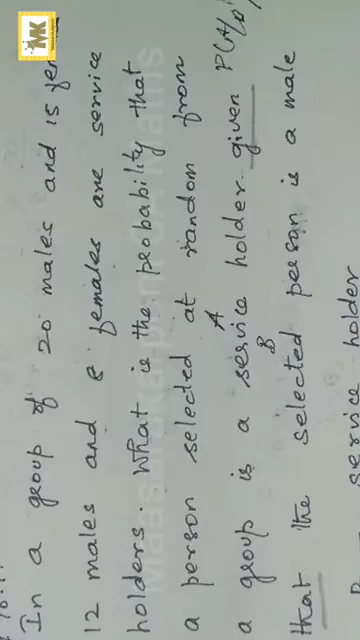 In a group of 20 males and 15 fe
12 males and 8 females are service
holders. What is the probability that
a person selected at random from
a group is a service holder given P(A/B)
A
B
that the selected person is a male
service holder
MK